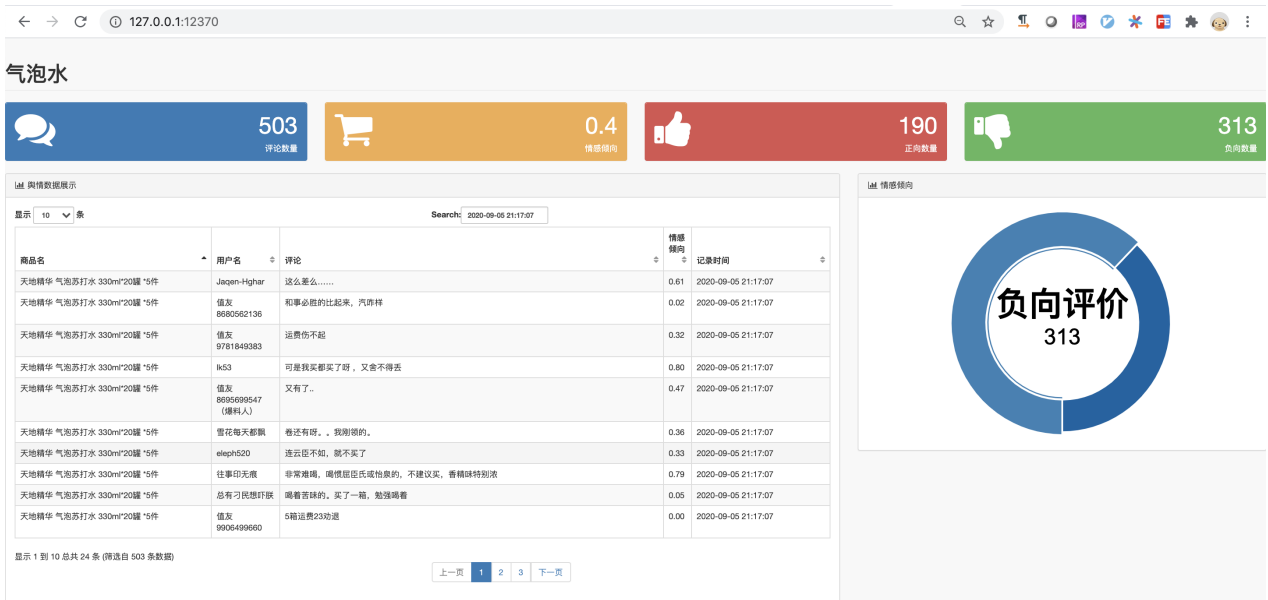 127.0.0.1:12370
气泡水
503
评论数量
0.4
情感倾向
190
正向数量
313
负向数量
舆情数据展示
情感倾向
显示 10 条
Search: 2020-09-05 21:17:07
商品名 用户名 评论 情感倾向 记录时间
天地精华 气泡苏打水 330ml*20罐 *5件 Jaqen-Hghar 这么差么…… 0.61 2020-09-05 21:17:07
天地精华 气泡苏打水 330ml*20罐 *5件 值友 和事必胜的比起来，汽咋样 0.02 2020-09-05 21:17:07
8680562136
天地精华 气泡苏打水 330ml*20罐 *5件 值友 运费伤不起 0.32 2020-09-05 21:17:07
9781849383
天地精华 气泡苏打水 330ml*20罐 *5件 lk53 可是我买都买了呀 ，又舍不得丢 0.80 2020-09-05 21:17:07
天地精华 气泡苏打水 330ml*20罐 *5件 值友 又有了.. 0.47 2020-09-05 21:17:07
8695699547
（爆料人）
天地精华 气泡苏打水 330ml*20罐 *5件 雪花每天都飘 卷还有呀。。我刚领的。 0.36 2020-09-05 21:17:07
天地精华 气泡苏打水 330ml*20罐 *5件 eleph520 连云臣不如，就不买了 0.33 2020-09-05 21:17:07
天地精华 气泡苏打水 330ml*20罐 *5件 往事印无痕 非常难喝，喝惯屈臣氏或怡泉的，不建议买，香精味特别浓 0.79 2020-09-05 21:17:07
天地精华 气泡苏打水 330ml*20罐 *5件 总有刁民想吓朕 喝着苦味的。买了一箱，勉强喝着 0.05 2020-09-05 21:17:07
天地精华 气泡苏打水 330ml*20罐 *5件 值友 5箱运费23劝退 0.00 2020-09-05 21:17:07
9906499660
显示 1 到 10 总共 24 条 (筛选自 503 条数据)
上一页 1 2 3 下一页
负向评价
313